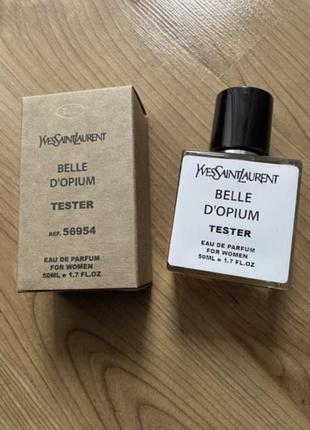 YVESSAINTLAURENT
BELLE
D'OPIUM
TESTER
REF. 56954
EAU DE PARFUM
FOR WOMEN
50ML e 1.7 FL.OZ
YVESSAINTLAURENT
BELLE
D'OPIUM
TESTER
EAU DE PARFUM
FOR WOMEN
50ML e 1.7 FL.OZ